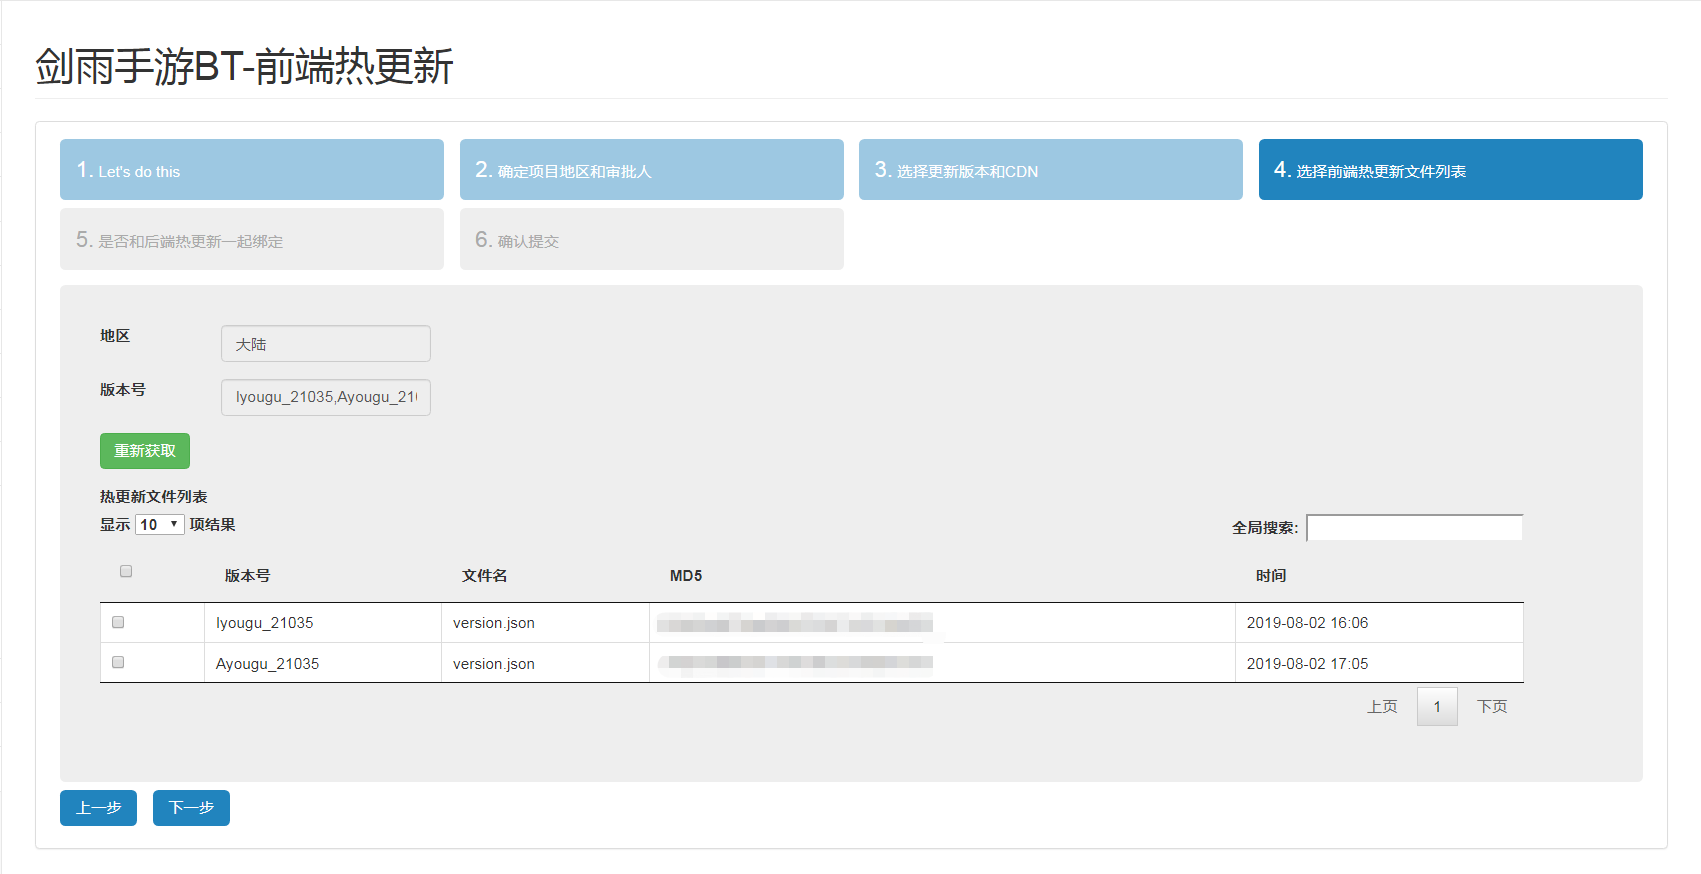 剑雨手游BT-前端热更新
1. Let's do this
2. 确定项目地区和审批人
3. 选择更新版本和CDN
4. 选择前端热更新文件列表
5. 是否和后端热更新一起绑定
6. 确认提交
地区 大陆
版本号 Iyougu_21035,Ayougu_21
重新获取
热更新文件列表
显示 10 项结果 全局搜索:
版本号 文件名 MD5 时间
Iyougu_21035 version.json 2019-08-02 16:06
Ayougu_21035 version.json 2019-08-02 17:05
上页 1 下页
上一步 下一步